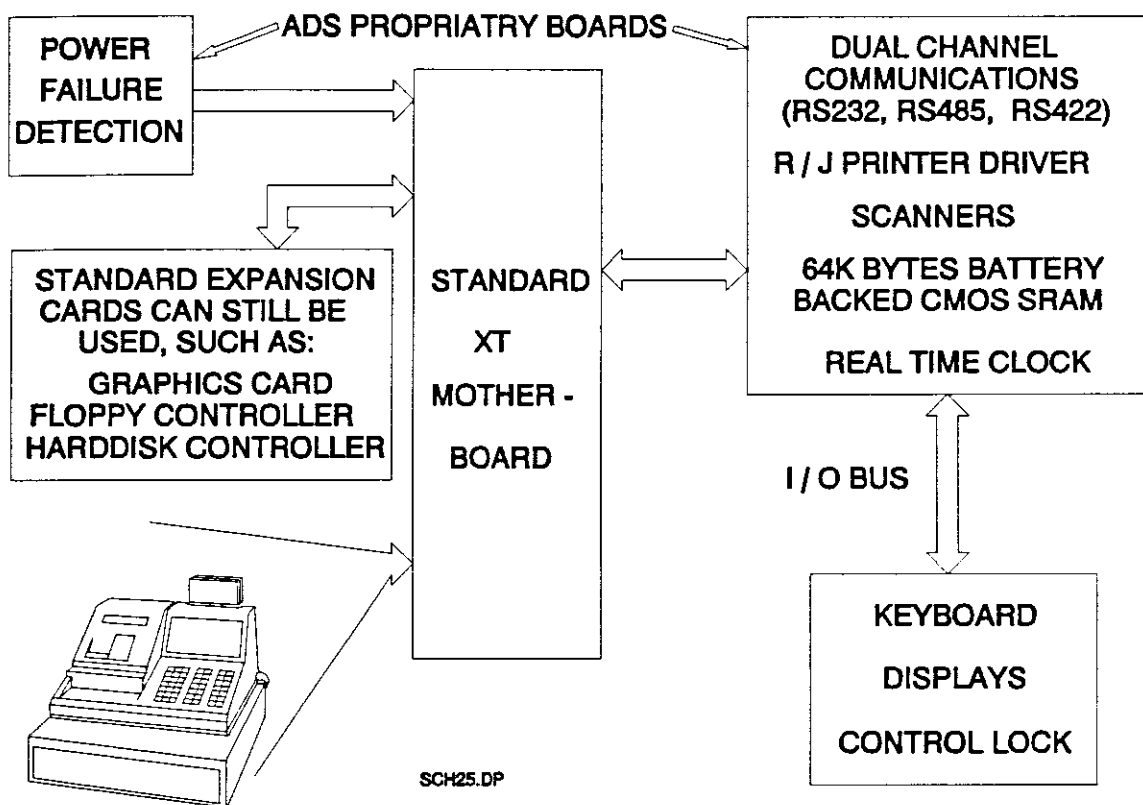 ADS PROPRIATRY BOARDS
POWER
FAILURE
DETECTION
STANDARD EXPANSION
CARDS CAN STILL BE
USED, SUCH AS:
GRAPHICS CARD
FLOPPY CONTROLLER
HARDDISK CONTROLLER
STANDARD
XT
MOTHER -
BOARD
DUAL CHANNEL
COMMUNICATIONS
(RS232, RS485, RS422)
R / J PRINTER DRIVER
SCANNERS
64K BYTES BATTERY
BACKED CMOS SRAM
REAL TIME CLOCK
I / O BUS
KEYBOARD
DISPLAYS
CONTROL LOCK
SCH25.DP